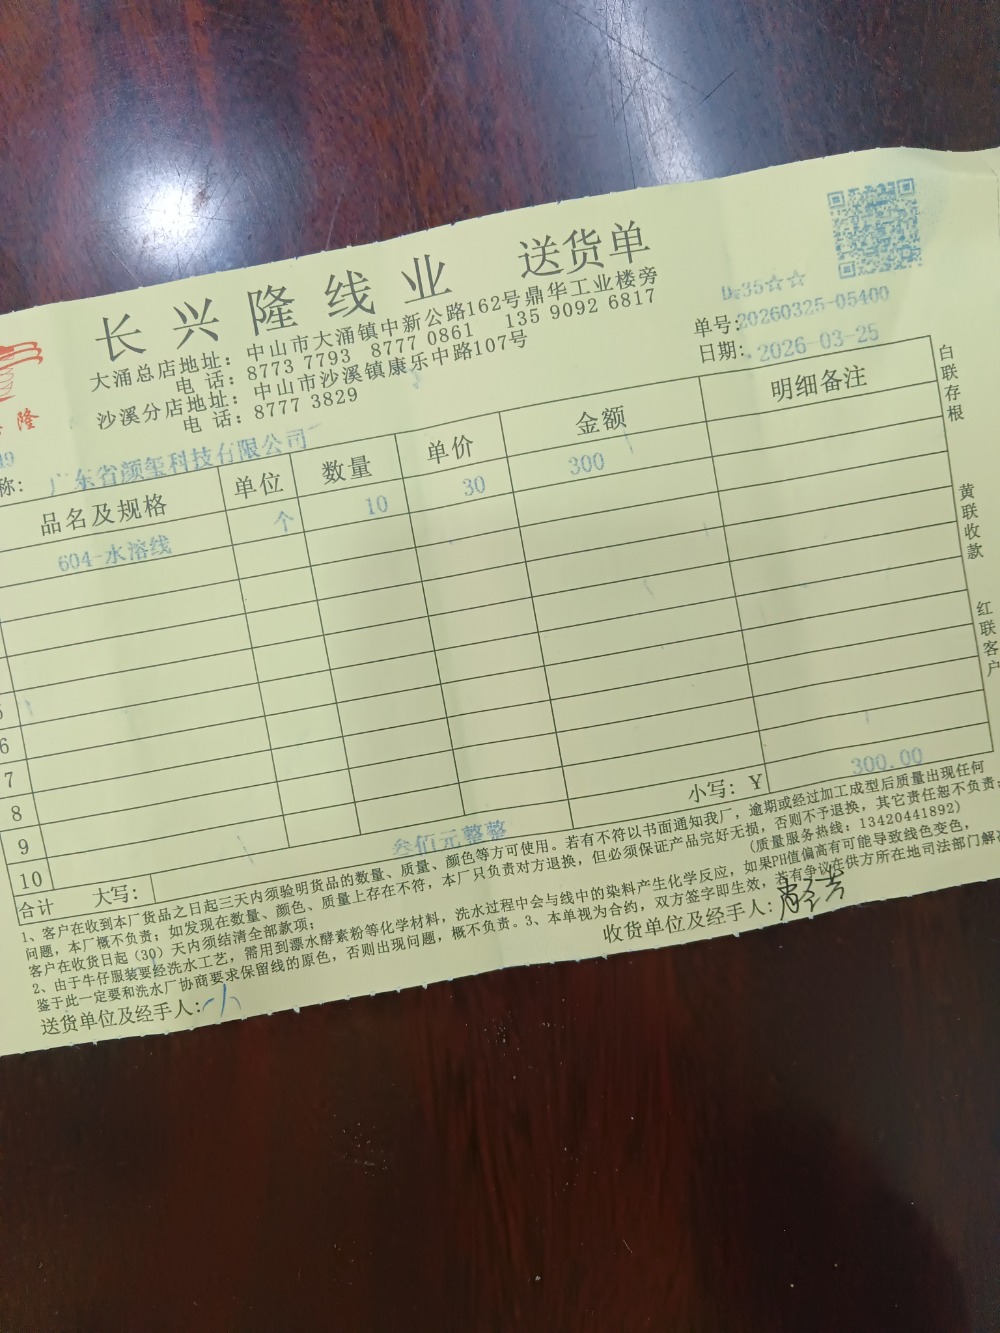 长兴隆线业 送货单
大涌总店地址：中山市大涌镇中新公路162号鼎华工业楼旁
电 话：8773 7793 8777 0861 135 9092 6817
沙溪分店地址：中山市沙溪镇康乐中路107号
电 话：8777 3829
隆
单号：20260325-05400
日期：2026-03-25
称：广东省颜玺科技有限公司
品名及规格 单位 数量 单价 金额 明细备注
604-水溶线 个 10 30 300
6
7
8
9
10
小写：￥ 300.00
合计 大写： 叁佰元整整
1、客户在收到本厂货品之日起三天内须验明货品的数量、质量、颜色等方可使用。若有不符以书面通知我厂，逾期或经过加工成型后质量出现任何
问题，本厂概不负责；如发现在数量、颜色、质量上存在不符，本厂只负责对方退换，但必须保证产品完好无损，否则不予退换，其它责任恕不负责；
客户在收货日起（30）天内须结清全部款项； （质量服务热线：13420441892）
2、由于牛仔服装要经洗水工艺，需用到漂水酵素粉等化学材料，洗水过程中会与线中的染料产生化学反应，如果PH值偏高有可能导致线色变色，
鉴于此一定要和洗水厂协商要求保留线的原色，否则出现问题，概不负责。3、本单视为合约，双方签字即生效，若有争议在供方所在地司法部门解
送货单位及经手人：小 收货单位及经手人：
白联存根
黄联收款
红联客户